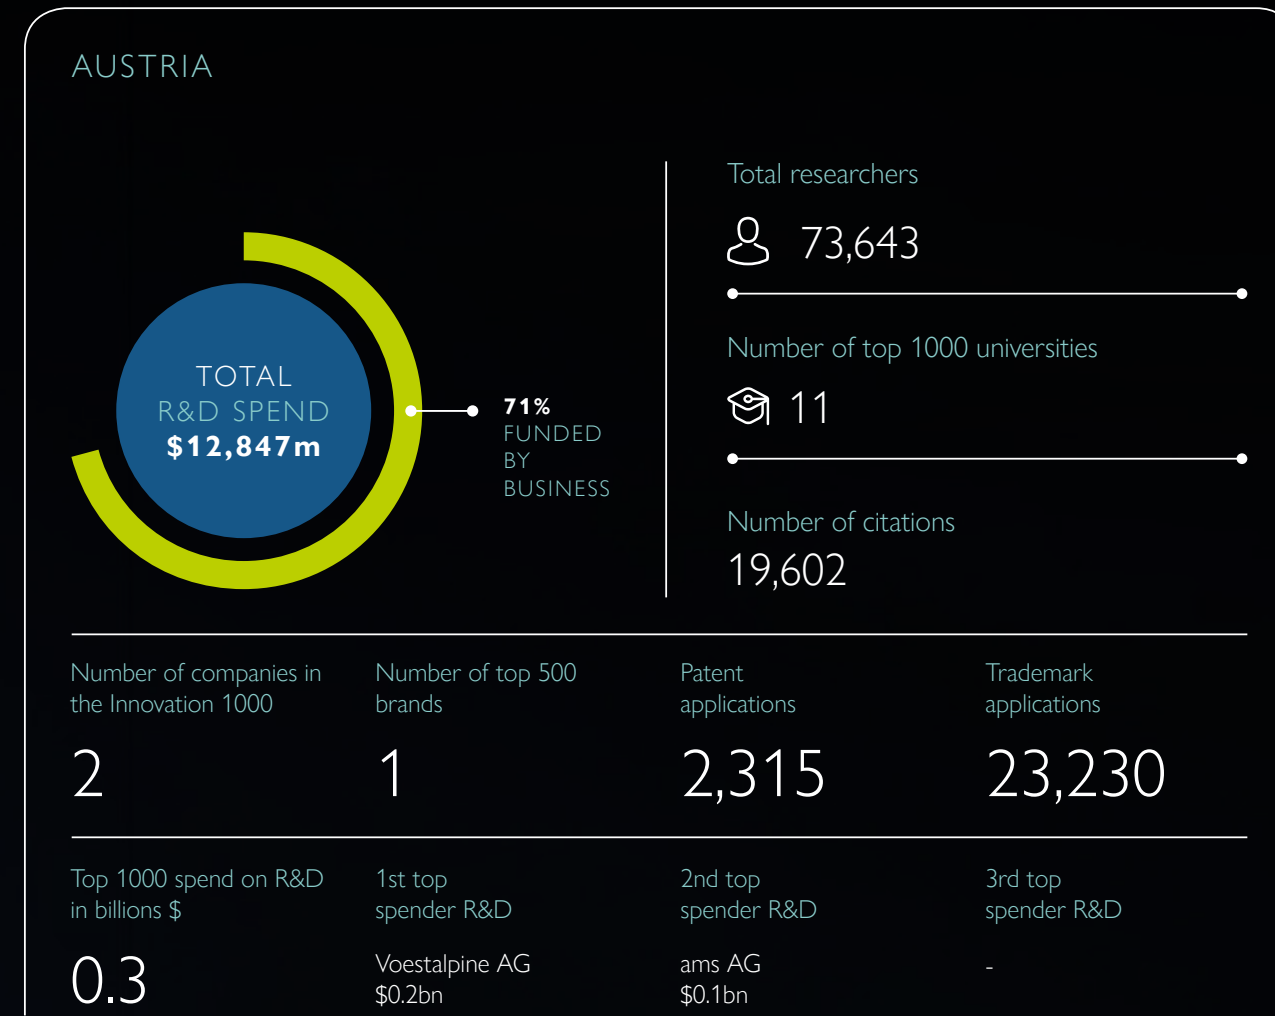 AUSTRIA
TOTAL
R&D SPEND
$12,847m
71%
FUNDED
BY
BUSINESS
Total researchers
73,643
Number of top 1000 universities
11
Number of citations
19,602
Number of companies in
the Innovation 1000
2
Number of top 500
brands
1
Patent
applications
2,315
Trademark
applications
23,230
Top 1000 spend on R&D
in billions $
0.3
1st top
spender R&D
Voestalpine AG
$0.2bn
2nd top
spender R&D
ams AG
$0.1bn
3rd top
spender R&D
-